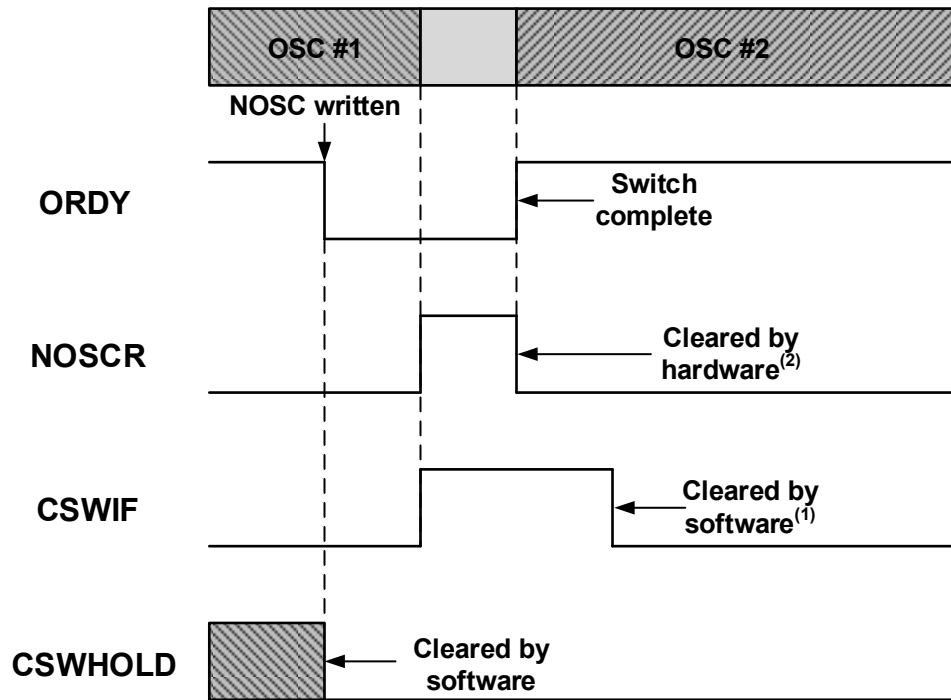 OSC #1
OSC #2
NOSC written
ORDY
Switch
complete
NOSCR
Cleared by
hardware(2)
CSWIF
Cleared by
software(1)
CSWHOLD
Cleared by
software